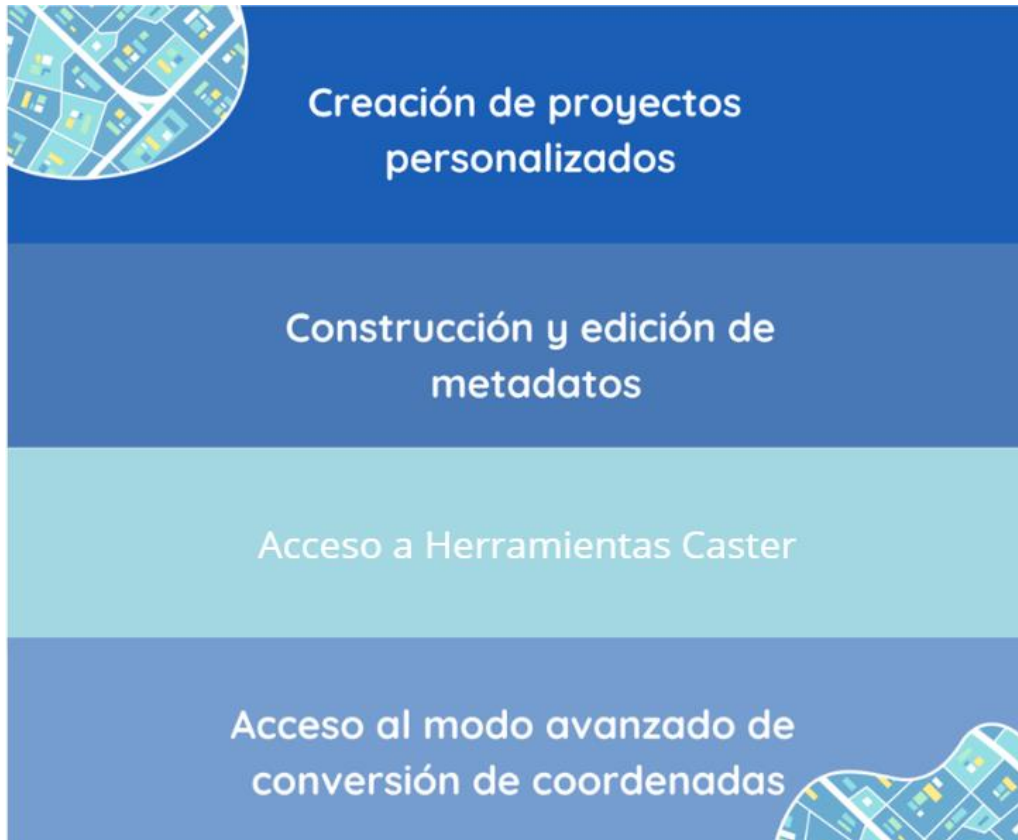 Creación de proyectos
personalizados
Construcción y edición de
metadatos
Acceso a Herramientas Caster
Acceso al modo avanzado de
conversión de coordenadas